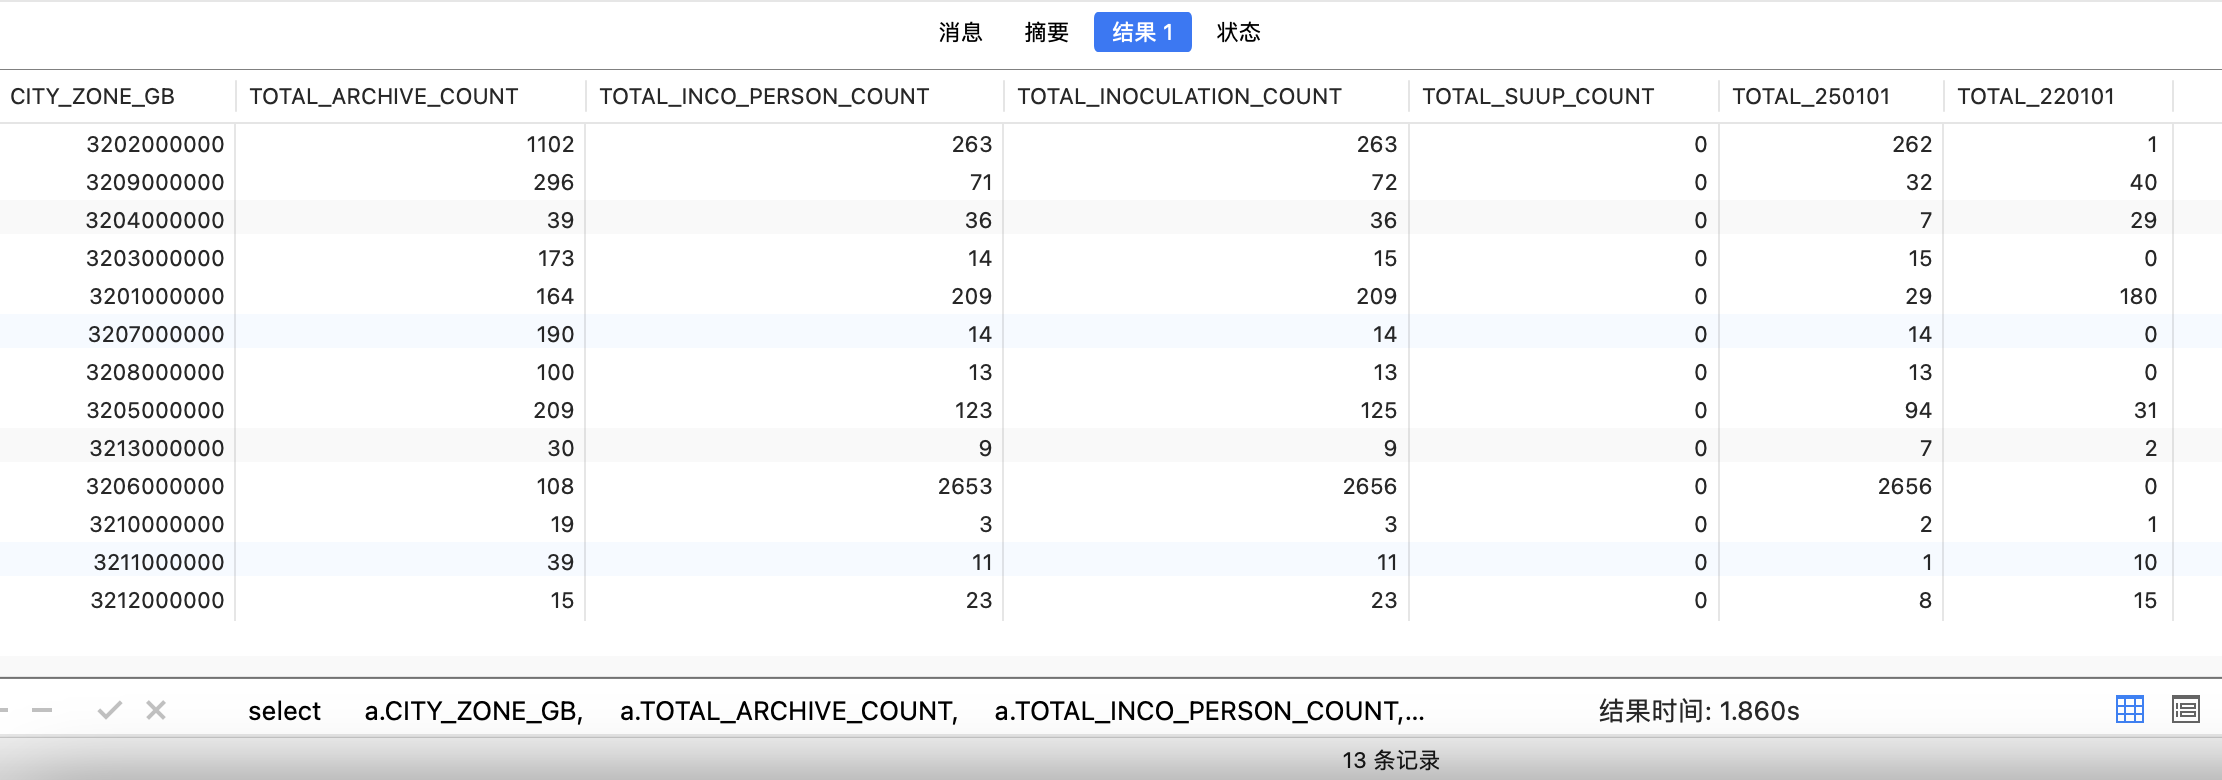 消息 摘要 结果 1 状态
CITY_ZONE_GB TOTAL_ARCHIVE_COUNT TOTAL_INCO_PERSON_COUNT TOTAL_INOCULATION_COUNT TOTAL_SUUP_COUNT TOTAL_250101 TOTAL_220101
3202000000 1102 263 263 0 262 1
3209000000 296 71 72 0 32 40
3204000000 39 36 36 0 7 29
3203000000 173 14 15 0 15 0
3201000000 164 209 209 0 29 180
3207000000 190 14 14 0 14 0
3208000000 100 13 13 0 13 0
3205000000 209 123 125 0 94 31
3213000000 30 9 9 0 7 2
3206000000 108 2653 2656 0 2656 0
3210000000 19 3 3 0 2 1
3211000000 39 11 11 0 1 10
3212000000 15 23 23 0 8 15
select a.CITY_ZONE_GB, a.TOTAL_ARCHIVE_COUNT, a.TOTAL_INCO_PERSON_COUNT,... 结果时间: 1.860s
13 条记录